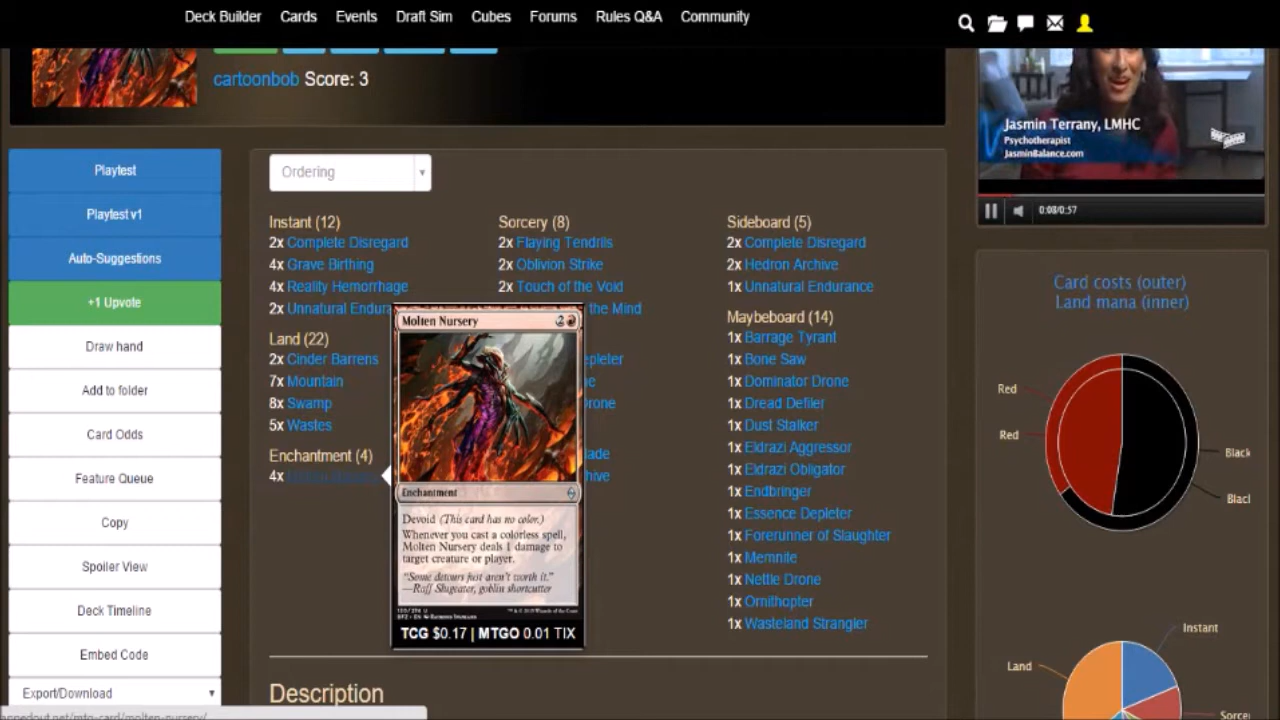 Deck Builder Cards Events Draft Sim Cubes Forums Rules Q&A Community
cartoonbob Score: 3
Playtest
Playtest v1
Auto-Suggestions
+1 Upvote
Draw hand
Add to folder
Card Odds
Feature Queue
Copy
Spoiler View
Deck Timeline
Embed Code
Export/Download
Ordering
Instant (12)
2x Complete Disregard
4x Grave Birthing
4x Reality Hemorrhage
2x Unnatural Endura
Land (22)
2x Cinder Barrens
7x Mountain
8x Swamp
5x Wastes
Enchantment (4)
4x
Molten Nursery 2
Enchantment
Devoid (This card has no color.)
Whenever you cast a colorless spell,
Molten Nursery deals 1 damage to
target creature or player.
"Some detours just aren't worth it."
—Raff Slugeater, goblin shortcutter
TCG $0.17 | MTGO 0.01 TIX
Sorcery (8)
2x Flaying Tendrils
2x Oblivion Strike
2x Touch of the Void
the Mind
epleter
e
rone
lade
hive
Sideboard (5)
2x Complete Disregard
2x Hedron Archive
1x Unnatural Endurance
Maybeboard (14)
1x Barrage Tyrant
1x Bone Saw
1x Dominator Drone
1x Dread Defiler
1x Dust Stalker
1x Eldrazi Aggressor
1x Eldrazi Obligator
1x Endbringer
1x Essence Depleter
1x Forerunner of Slaughter
1x Memnite
1x Nettle Drone
1x Ornithopter
1x Wasteland Strangler
Description
Jasmin Terrany, LMHC
Psychotherapist
JasminBalance.com
0:08/0:57
Card costs (outer)
Land mana (inner)
Red
Red
Black
Blacl
Instant
Land
Sorce